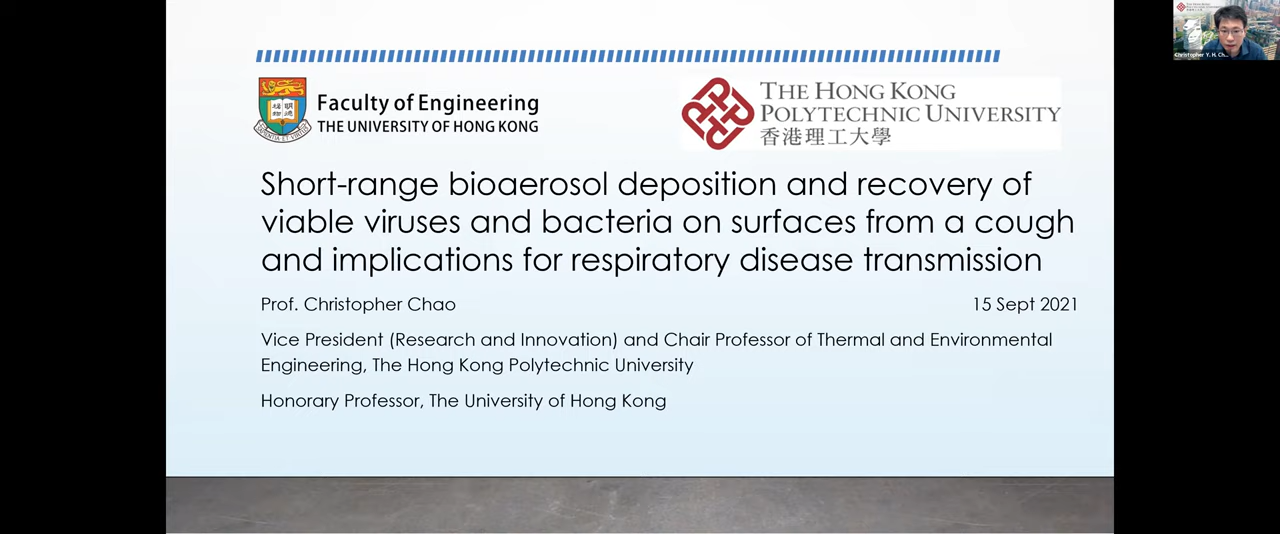 Faculty of Engineering
THE UNIVERSITY OF HONG KONG
THE HONG KONG
POLYTECHNIC UNIVERSITY
香港理工大學
Short-range bioaerosol deposition and recovery of
viable viruses and bacteria on surfaces from a cough
and implications for respiratory disease transmission
Prof. Christopher Chao 15 Sept 2021
Vice President (Research and Innovation) and Chair Professor of Thermal and Environmental
Engineering, The Hong Kong Polytechnic University
Honorary Professor, The University of Hong Kong
Christopher Y. H. Ch...